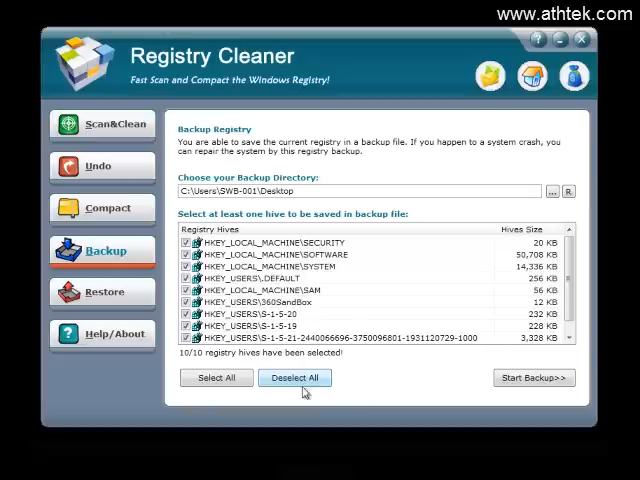 www.athtek.com
Registry Cleaner
Fast Scan and Compact the Windows Registry!
?
Scan&Clean
Undo
Compact
Backup
Restore
? Help/About
Backup Registry
You are able to save the current registry in a backup file. If you happen to a system crash, you
can repair the system by this registry backup.
Choose your Backup Directory:
C:\Users\SWB-001\Desktop ... R
Select at least one hive to be saved in backup file:
Registry Hives Hives Size
HKEY_LOCAL_MACHINE\SECURITY 20 KB
HKEY_LOCAL_MACHINE\SOFTWARE 50,708 KB
HKEY_LOCAL_MACHINE\SYSTEM 14,336 KB
HKEY_USERS\.DEFAULT 256 KB
HKEY_LOCAL_MACHINE\SAM 56 KB
HKEY_USERS\360SandBox 12 KB
HKEY_USERS\S-1-5-20 232 KB
HKEY_USERS\S-1-5-19 228 KB
HKEY_USERS\S-1-5-21-2440066696-3750096801-1931120729-1000 3,328 KB
10/10 registry hives have been selected!
Select All Deselect All Start Backup>>